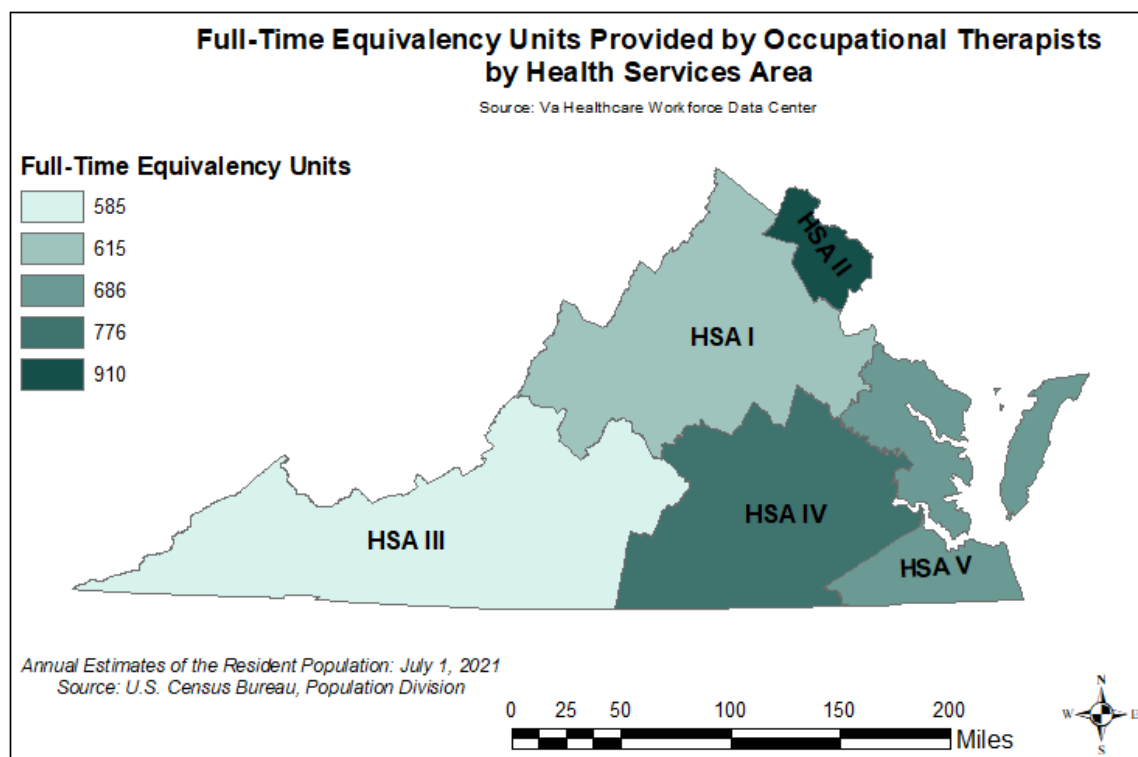 Full-Time Equivalency Units Provided by Occupational Therapists
by Health Services Area
Source: Va Healthcare Workforce Data Center
Full-Time Equivalency Units
585
615
686
776
910
HSA II
HSA I
HSA IV
HSA III
HSA V
Annual Estimates of the Resident Population: July 1, 2021
Source: U.S. Census Bureau, Population Division
0 25 50 100 150 200
Miles
N
W E
S